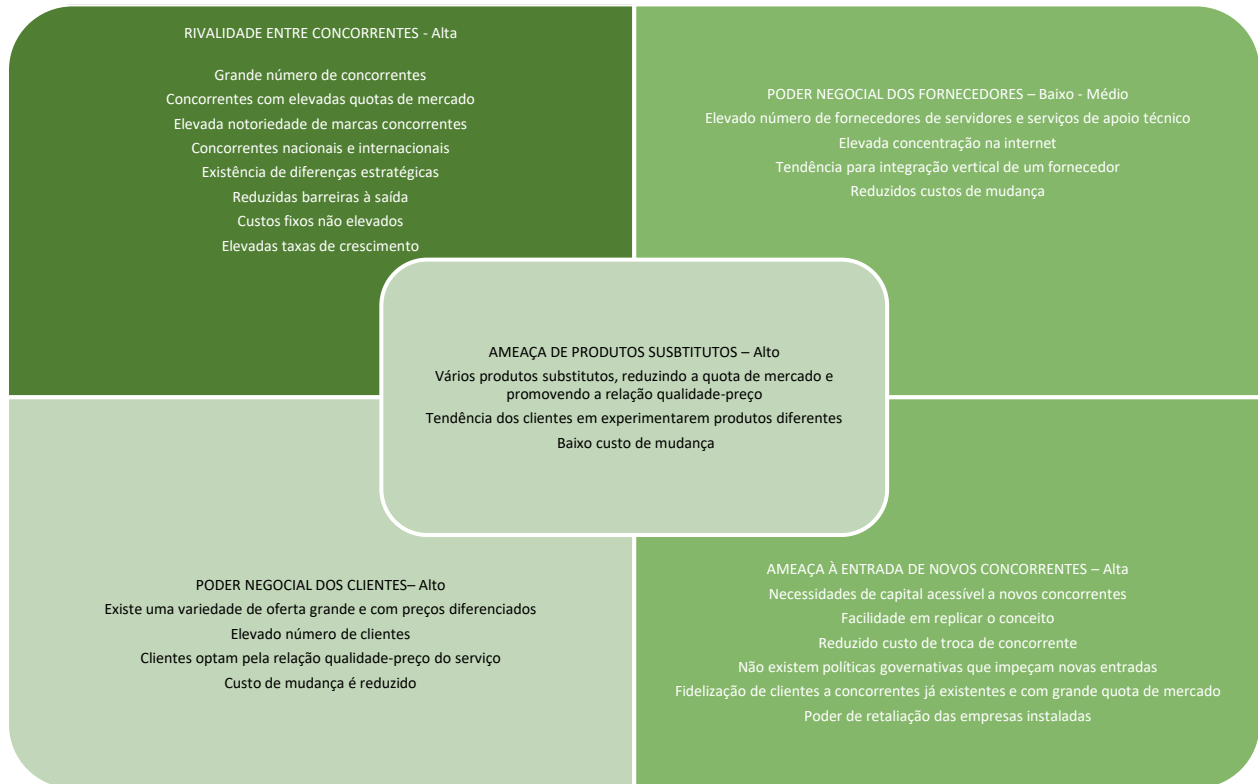 RIVALIDADE ENTRE CONCORRENTES - Alta
Grande número de concorrentes
Concorrentes com elevadas quotas de mercado
Elevada notoriedade de marcas concorrentes
Concorrentes nacionais e internacionais
Existência de diferenças estratégicas
Reduzidas barreiras à saída
Custos fixos não elevados
Elevadas taxas de crescimento
PODER NEGOCIAL DOS FORNECEDORES – Baixo - Médio
Elevado número de fornecedores de servidores e serviços de apoio técnico
Elevada concentração na internet
Tendência para integração vertical de um fornecedor
Reduzidos custos de mudança
AMEAÇA DE PRODUTOS SUSBTITUTOS – Alto
Vários produtos substitutos, reduzindo a quota de mercado e
promovendo a relação qualidade-preço
Tendência dos clientes em experimentarem produtos diferentes
Baixo custo de mudança
PODER NEGOCIAL DOS CLIENTES– Alto
Existe uma variedade de oferta grande e com preços diferenciados
Elevado número de clientes
Clientes optam pela relação qualidade-preço do serviço
Custo de mudança é reduzido
AMEAÇA À ENTRADA DE NOVOS CONCORRENTES – Alta
Necessidades de capital acessível a novos concorrentes
Facilidade em replicar o conceito
Reduzido custo de troca de concorrente
Não existem políticas governativas que impeçam novas entradas
Fidelização de clientes a concorrentes já existentes e com grande quota de mercado
Poder de retaliação das empresas instaladas